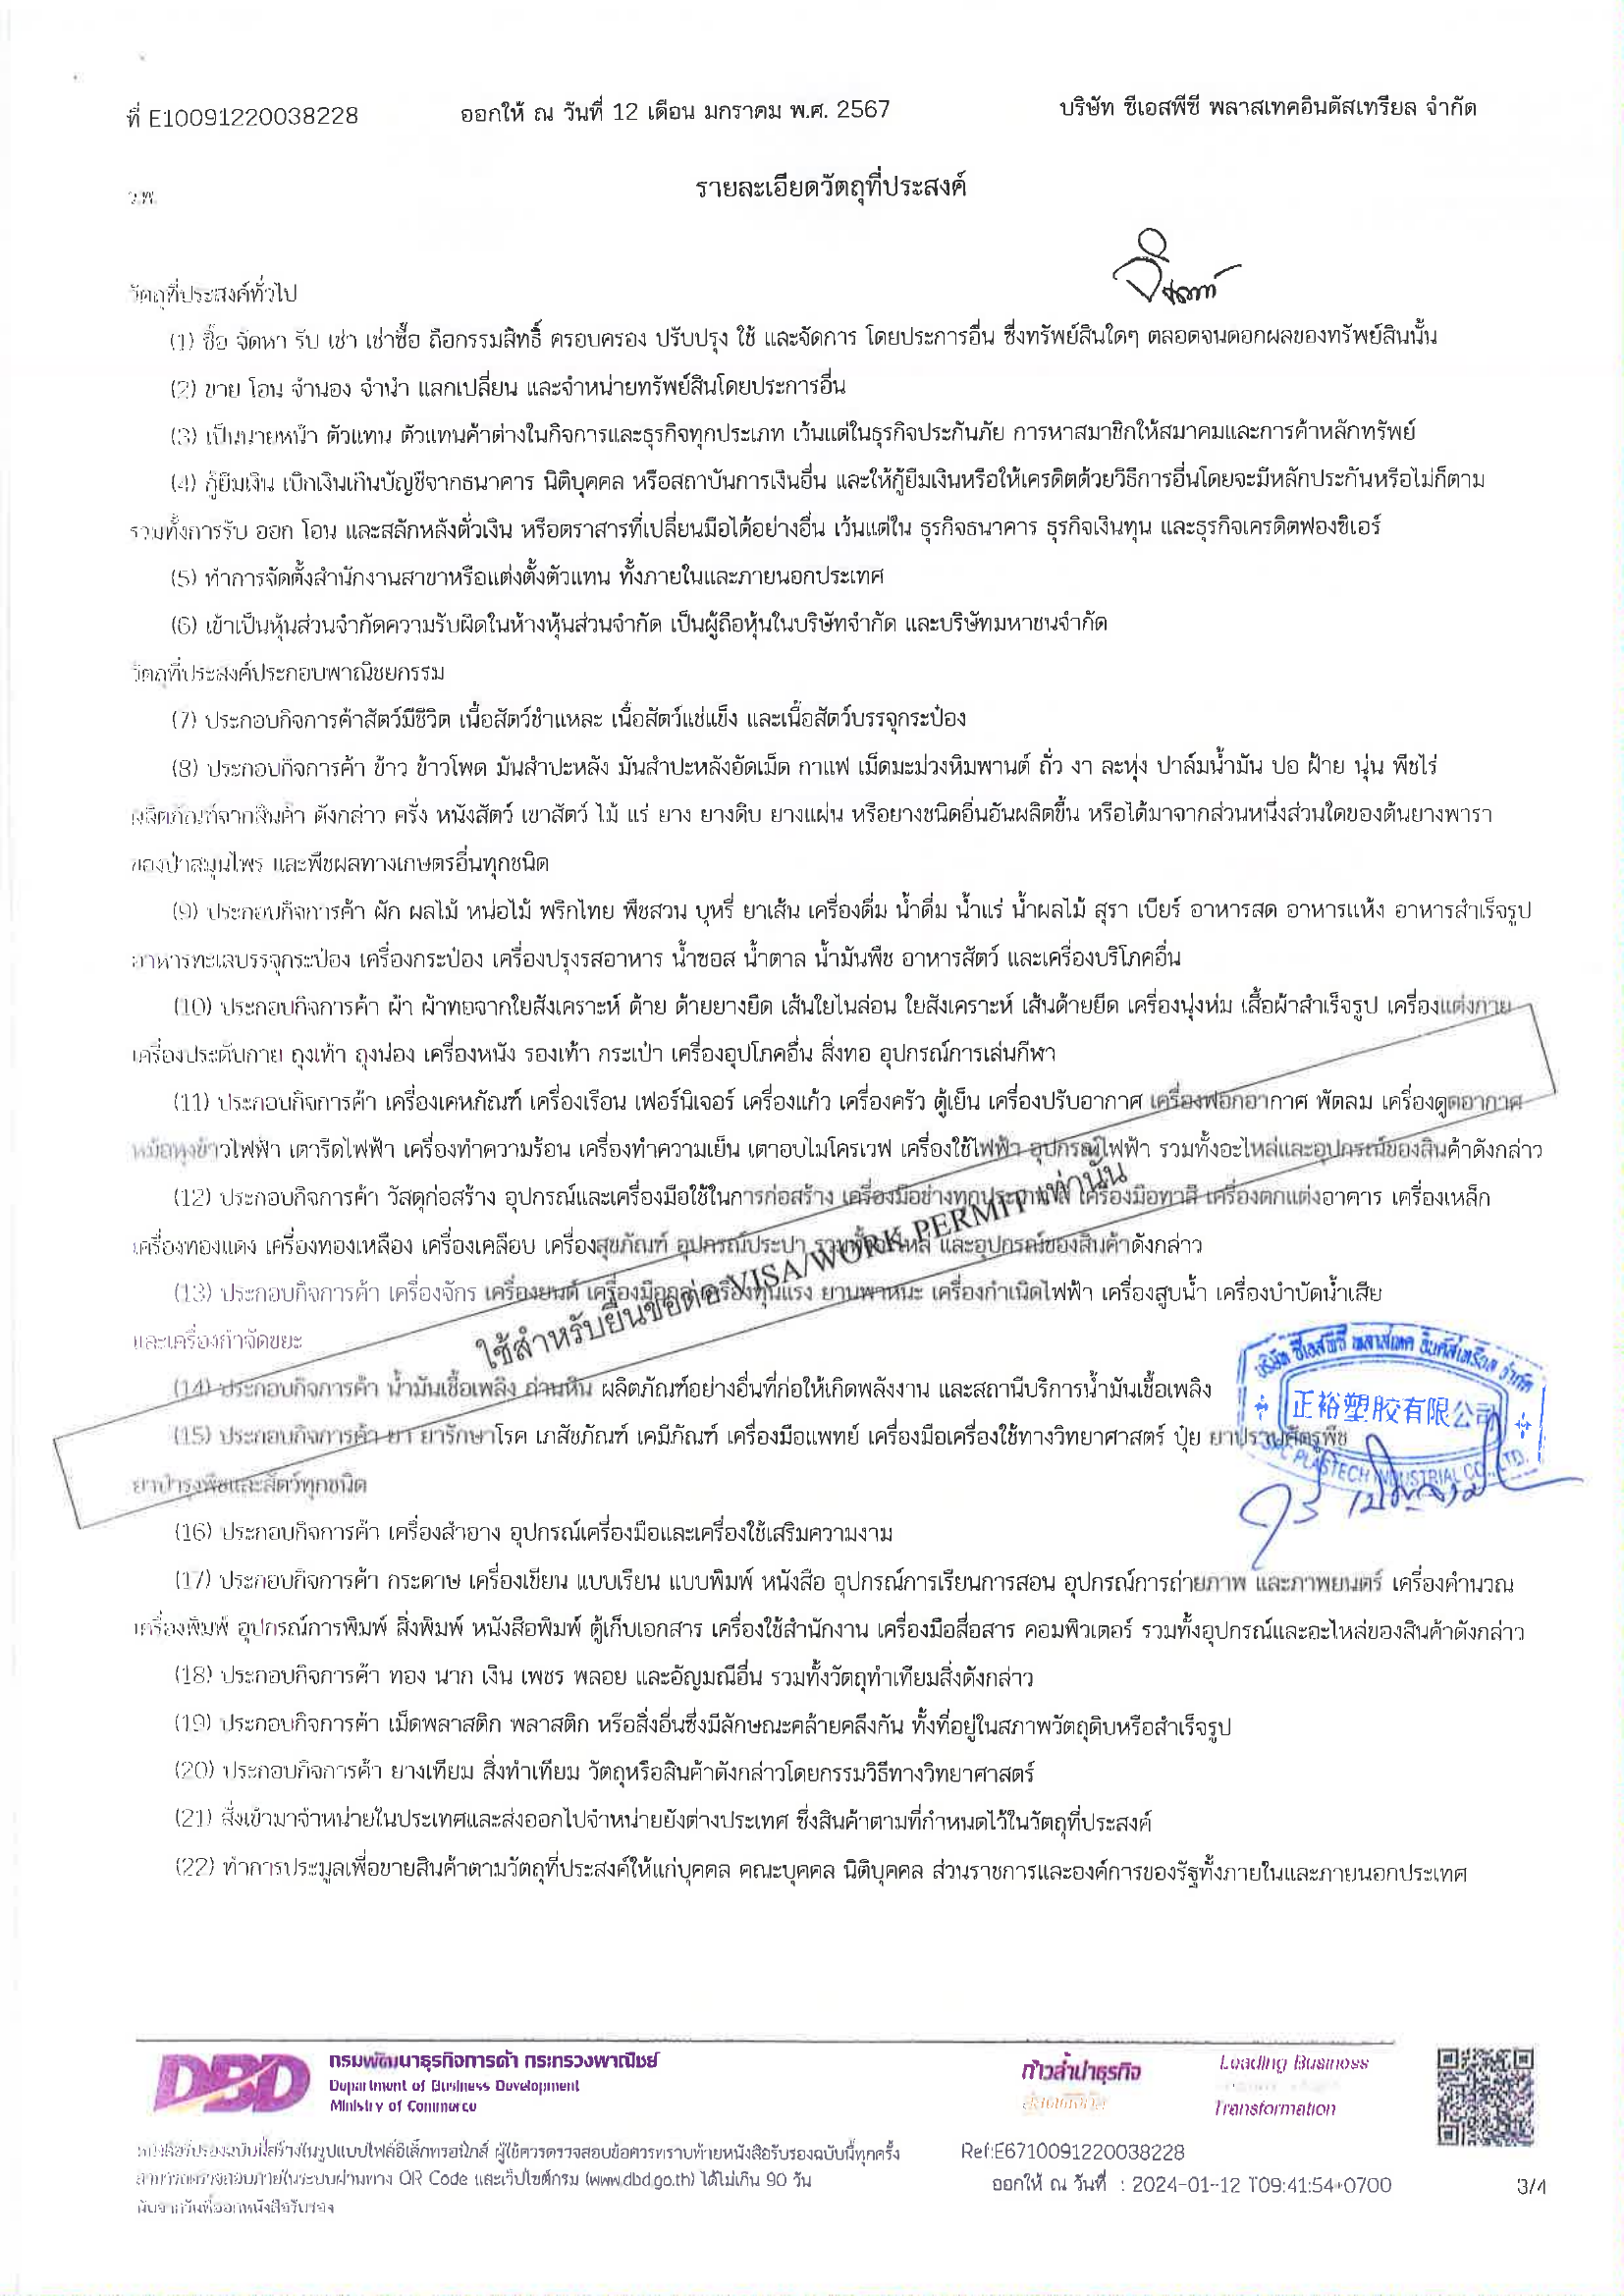 ที่ E10091220038228 ออกให้ ณ วันที่ 12 เดือน มกราคม พ.ศ. 2567 บริษัท ซีเอสพีซี พลาสเทคอินดัสเทรียล จำกัด
ว.พ. รายละเอียดวัตถุที่ประสงค์
วัตถุที่ประสงค์ทั่วไป
(1) ซื้อ จัดหา รับ เช่า เช่าซื้อ ถือกรรมสิทธิ์ ครอบครอง ปรับปรุง ใช้ และจัดการ โดยประการอื่น ซึ่งทรัพย์สินใดๆ ตลอดจนดอกผลของทรัพย์สินนั้น
(2) ขาย โอน จำนอง จำนำ แลกเปลี่ยน และจำหน่ายทรัพย์สินโดยประการอื่น
(3) เป็นนายหน้า ตัวแทน ตัวแทนค้าต่างในกิจการและธุรกิจทุกประเภท เว้นแต่ในธุรกิจประกันภัย การหาสมาชิกให้สมาคมและการค้าหลักทรัพย์
(4) กู้ยืมเงิน เบิกเงินเกินบัญชีจากธนาคาร นิติบุคคล หรือสถาบันการเงินอื่น และให้กู้ยืมเงินหรือให้เครดิตด้วยวิธีการอื่นโดยจะมีหลักประกันหรือไม่ก็ตาม
รวมทั้งการรับ ออก โอน และสลักหลังตั๋วเงิน หรือตราสารที่เปลี่ยนมือได้อย่างอื่น เว้นแต่ใน ธุรกิจธนาคาร ธุรกิจเงินทุน และธุรกิจเครดิตฟองซิเอร์
(5) ทำการจัดตั้งสำนักงานสาขาหรือแต่งตั้งตัวแทน ทั้งภายในและภายนอกประเทศ
(6) เข้าเป็นหุ้นส่วนจำกัดความรับผิดในห้างหุ้นส่วนจำกัด เป็นผู้ถือหุ้นในบริษัทจำกัด และบริษัทมหาชนจำกัด
วัตถุที่ประสงค์ประกอบพาณิชยกรรม
(7) ประกอบกิจการค้าสัตว์มีชีวิต เนื้อสัตว์ชำแหละ เนื้อสัตว์แช่แข็ง และเนื้อสัตว์บรรจุกระป๋อง
(8) ประกอบกิจการค้า ข้าว ข้าวโพด มันสำปะหลัง มันสำปะหลังอัดเม็ด กาแฟ เม็ดมะม่วงหิมพานต์ ถั่ว งา ละหุ่ง ปาล์มน้ำมัน ปอ ฝ้าย นุ่น พืชไร่
ผลิตภัณฑ์จากสินค้า ดังกล่าว ครั่ง หนังสัตว์ เขาสัตว์ ไม้ แร่ ยาง ยางดิบ ยางแผ่น หรือยางชนิดอื่นอันผลิตขึ้น หรือได้มาจากส่วนหนึ่งส่วนใดของต้นยางพารา
ของป่าสมุนไพร และพืชผลทางเกษตรอื่นทุกชนิด
(9) ประกอบกิจการค้า ผัก ผลไม้ หน่อไม้ พริกไทย พืชสวน บุหรี่ ยาเส้น เครื่องดื่ม น้ำดื่ม น้ำแร่ น้ำผลไม้ สุรา เบียร์ อาหารสด อาหารแห้ง อาหารสำเร็จรูป
อาหารทะเลบรรจุกระป๋อง เครื่องกระป๋อง เครื่องปรุงรสอาหาร น้ำซอส น้ำตาล น้ำมันพืช อาหารสัตว์ และเครื่องบริโภคอื่น
(10) ประกอบกิจการค้า ผ้า ผ้าทอจากใยสังเคราะห์ ด้าย ด้ายยางยืด เส้นใยไนล่อน ใยสังเคราะห์ เส้นด้ายยืด เครื่องนุ่งห่ม เสื้อผ้าสำเร็จรูป เครื่องแต่งกาย
เครื่องประดับกาย ถุงเท้า ถุงน่อง เครื่องหนัง รองเท้า กระเป๋า เครื่องอุปโภคอื่น สิ่งทอ อุปกรณ์การเล่นกีฬา
(11) ประกอบกิจการค้า เครื่องเคหภัณฑ์ เครื่องเรือน เฟอร์นิเจอร์ เครื่องแก้ว เครื่องครัว ตู้เย็น เครื่องปรับอากาศ เครื่องฟอกอากาศ พัดลม เครื่องดูดอากาศ
หม้อหุงข้าวไฟฟ้า เตารีดไฟฟ้า เครื่องทำความร้อน เครื่องทำความเย็น เตาอบไมโครเวฟ เครื่องใช้ไฟฟ้า อุปกรณ์ไฟฟ้า รวมทั้งอะไหล่และอุปกรณ์ของสินค้าดังกล่าว
(12) ประกอบกิจการค้า วัสดุก่อสร้าง อุปกรณ์และเครื่องมือใช้ในการก่อสร้าง เครื่องมือช่างทุกประเภท สี เครื่องมือทาสี เครื่องตกแต่งอาคาร เครื่องเหล็ก
เครื่องทองแดง เครื่องทองเหลือง เครื่องเคลือบ เครื่องสุขภัณฑ์ อุปกรณ์ประปา รวมทั้งอะไหล่ และอุปกรณ์ของสินค้าดังกล่าว
(13) ประกอบกิจการค้า เครื่องจักร เครื่องยนต์ เครื่องมือกล เครื่องทุ่นแรง ยานพาหนะ เครื่องกำเนิดไฟฟ้า เครื่องสูบน้ำ เครื่องบำบัดน้ำเสีย
และเครื่องกำจัดขยะ
ใช้สำหรับยื่นขอต่อ VISA/WORK PERMIT เท่านั้น
(14) ประกอบกิจการค้า น้ำมันเชื้อเพลิง ถ่านหิน ผลิตภัณฑ์อย่างอื่นที่ก่อให้เกิดพลังงาน และสถานีบริการน้ำมันเชื้อเพลิง
(15) ประกอบกิจการค้า ยา ยารักษาโรค เภสัชภัณฑ์ เคมีภัณฑ์ เครื่องมือแพทย์ เครื่องมือเครื่องใช้ทางวิทยาศาสตร์ ปุ๋ย ยาปราบศัตรูพืช
ยาบำรุงพืชและสัตว์ทุกชนิด
บริษัท ซีเอสพีซี พลาสเทค อินดัสเทรียล จำกัด
正裕塑胶有限公司
PLASTECH INDUSTRIAL CO., LTD.
(16) ประกอบกิจการค้า เครื่องสำอาง อุปกรณ์เครื่องมือและเครื่องใช้เสริมความงาม
(17) ประกอบกิจการค้า กระดาษ เครื่องเขียน แบบเรียน แบบพิมพ์ หนังสือ อุปกรณ์การเรียนการสอน อุปกรณ์การถ่ายภาพ และภาพยนตร์ เครื่องคำนวณ
เครื่องพิมพ์ อุปกรณ์การพิมพ์ สิ่งพิมพ์ หนังสือพิมพ์ ตู้เก็บเอกสาร เครื่องใช้สำนักงาน เครื่องมือสื่อสาร คอมพิวเตอร์ รวมทั้งอุปกรณ์และอะไหล่ของสินค้าดังกล่าว
(18) ประกอบกิจการค้า ทอง นาก เงิน เพชร พลอย และอัญมณีอื่น รวมทั้งวัตถุทำเทียมสิ่งดังกล่าว
(19) ประกอบกิจการค้า เม็ดพลาสติก พลาสติก หรือสิ่งอื่นซึ่งมีลักษณะคล้ายคลึงกัน ทั้งที่อยู่ในสภาพวัตถุดิบหรือสำเร็จรูป
(20) ประกอบกิจการค้า ยางเทียม สิ่งทำเทียม วัตถุหรือสินค้าดังกล่าวโดยกรรมวิธีทางวิทยาศาสตร์
(21) สั่งเข้ามาจำหน่ายในประเทศและส่งออกไปจำหน่ายยังต่างประเทศ ซึ่งสินค้าตามที่กำหนดไว้ในวัตถุที่ประสงค์
(22) ทำการประมูลเพื่อขายสินค้าตามวัตถุที่ประสงค์ให้แก่บุคคล คณะบุคคล นิติบุคคล ส่วนราชการและองค์การของรัฐทั้งภายในและภายนอกประเทศ
DBD กรมพัฒนาธุรกิจการค้า กระทรวงพาณิชย์
Department of Business Development
Ministry of Commerce
ก้าวล้ำนำธุรกิจ
Leading Business
Transformation
หนังสือรับรองฉบับนี้สร้างในรูปแบบไฟล์อิเล็กทรอนิกส์ ผู้ใช้ควรตรวจสอบข้อควรทราบท้ายหนังสือรับรองฉบับนี้ทุกครั้ง Ref:E6710091220038228
สามารถตรวจสอบภายในระบบผ่านทาง QR Code และเว็บไซต์กรม (www.dbd.go.th) ได้ไม่เกิน 90 วัน ออกให้ ณ วันที่ : 2024-01-12 T09:41:54+0700 3/4
นับจากวันที่ออกหนังสือรับรอง